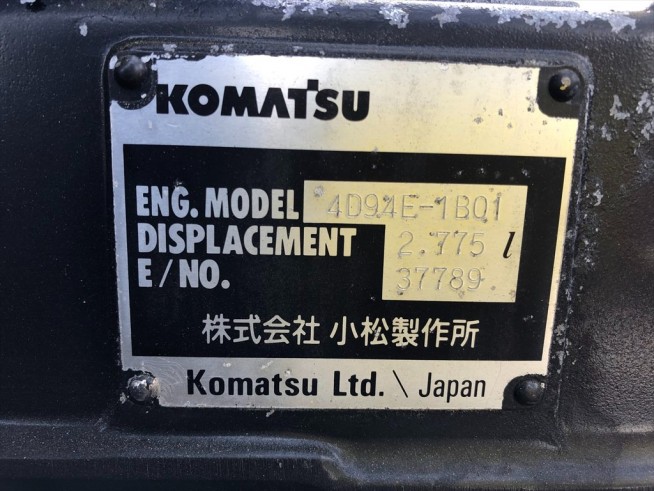 KOMATSU
ENG. MODEL 4D94E-1BQ1
DISPLACEMENT 2.775 l
E/NO. 37789
株式会社 小松製作所
Komatsu Ltd. \ Japan